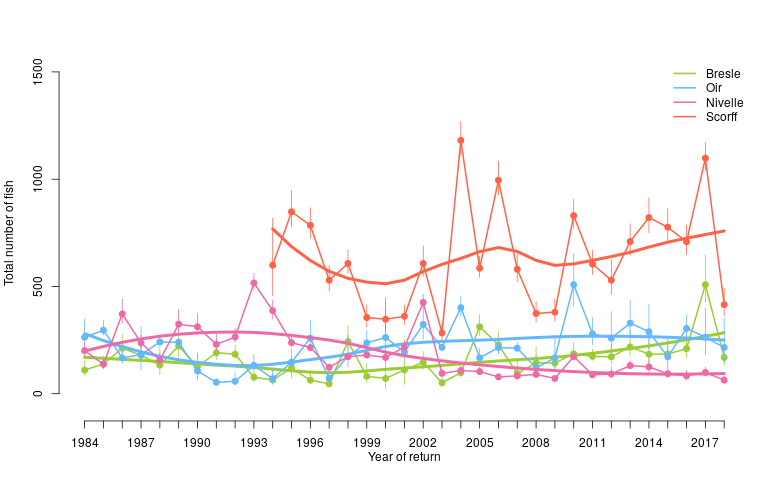 Total number of fish
1500
1000
500
0
Bresle
Oir
Nivelle
Scorff
1984 1987 1990 1993 1996 1999 2002 2005 2008 2011 2014 2017
Year of return